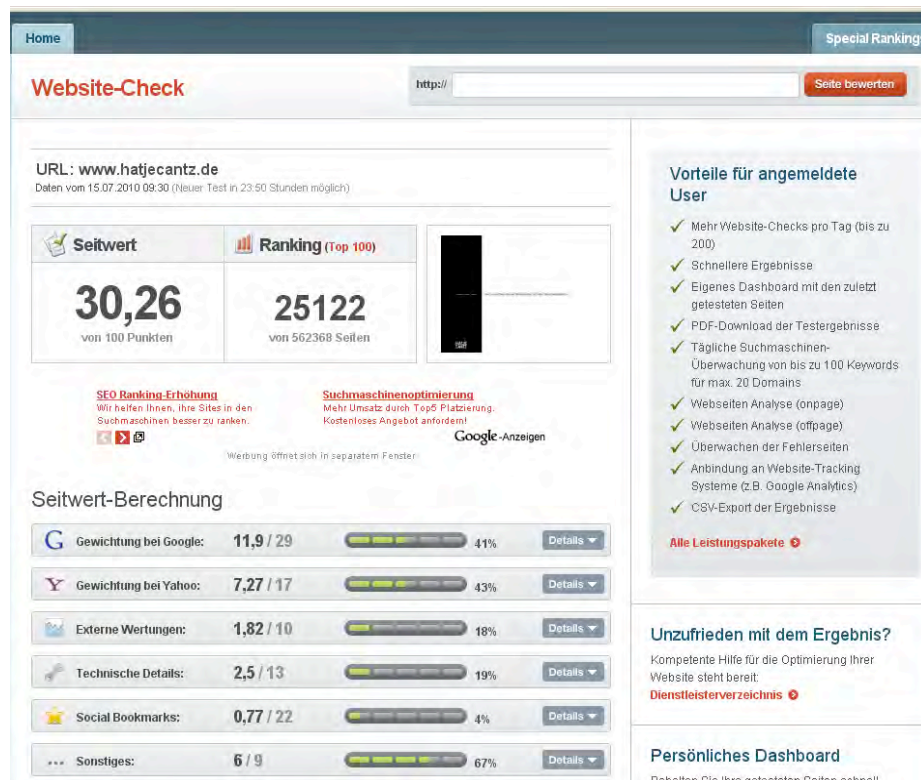 Home
Special Rankings
Website-Check
http://
Seite bewerten
URL: www.hatjecantz.de
Daten vom 15.07.2010 09:30 (Neuer Test in 23:50 Stunden möglich)
Seitwert
Ranking (Top 100)
30,26
von 100 Punkten
25122
von 562368 Seiten
SEO Ranking-Erhöhung
Wir helfen Ihnen, ihre Sites in den
Suchmaschinen besser zu ranken.
Suchmaschinenoptimierung
Mehr Umsatz durch Top5 Platzierung.
Kostenloses Angebot anfordern!
Google-Anzeigen
Werbung öffnet sich in separatem Fenster
Seitwert-Berechnung
G Gewichtung bei Google: 11,9 / 29 41% Details
Y Gewichtung bei Yahoo: 7,27 / 17 43% Details
Externe Wertungen: 1,82 / 10 18% Details
Technische Details: 2,5 / 13 19% Details
Social Bookmarks: 0,77 / 22 4% Details
... Sonstiges: 6 / 9 67% Details
Vorteile für angemeldete
User
Mehr Website-Checks pro Tag (bis zu
200)
Schnellere Ergebnisse
Eigenes Dashboard mit den zuletzt
getesteten Seiten
PDF-Download der Testergebnisse
Tägliche Suchmaschinen-
Überwachung von bis zu 100 Keywords
für max. 20 Domains
Webseiten Analyse (onpage)
Webseiten Analyse (offpage)
Überwachen der Fehlerseiten
Anbindung an Website-Tracking
Systeme (z.B. Google Analytics)
CSV-Export der Ergebnisse
Alle Leistungspakete
Unzufrieden mit dem Ergebnis?
Kompetente Hilfe für die Optimierung Ihrer
Website steht bereit:
Dienstleisterverzeichnis
Persönliches Dashboard